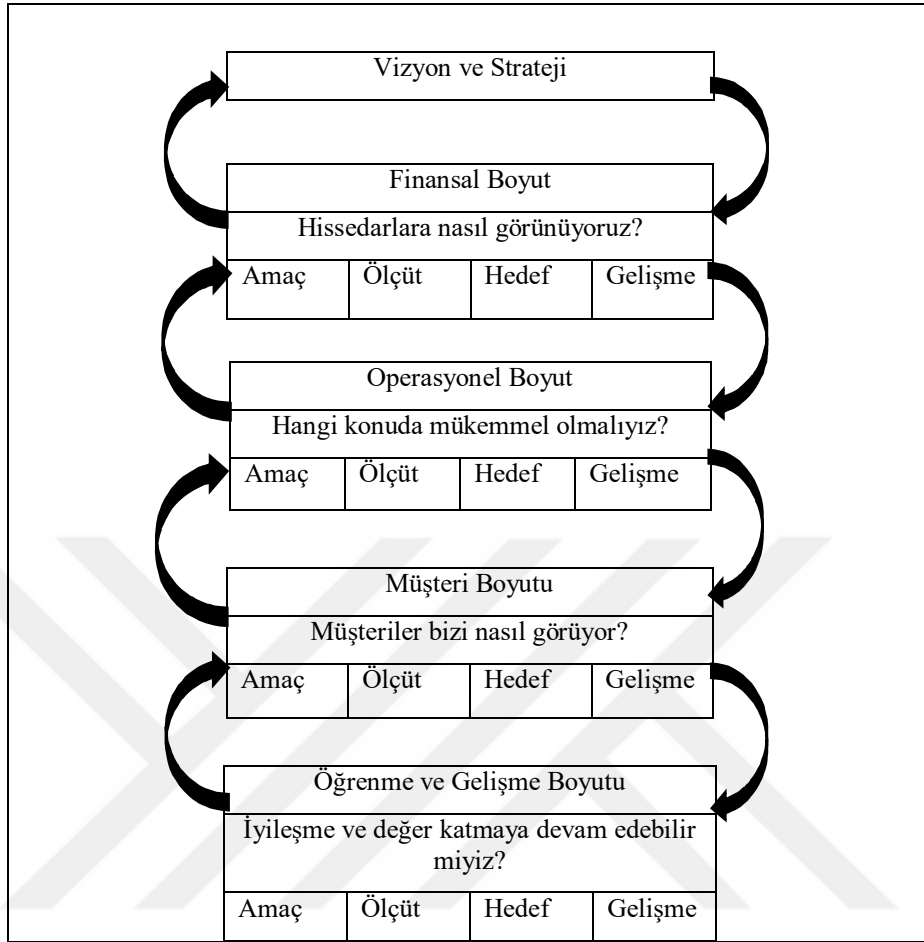 Vizyon ve Strateji
Finansal Boyut
Hissedarlara nasıl görünüyoruz?
Amaç Ölçüt Hedef Gelişme
Operasyonel Boyut
Hangi konuda mükemmel olmalıyız?
Amaç Ölçüt Hedef Gelişme
Müşteri Boyutu
Müşteriler bizi nasıl görüyor?
Amaç Ölçüt Hedef Gelişme
Öğrenme ve Gelişme Boyutu
İyileşme ve değer katmaya devam edebilir
miyiz?
Amaç Ölçüt Hedef Gelişme